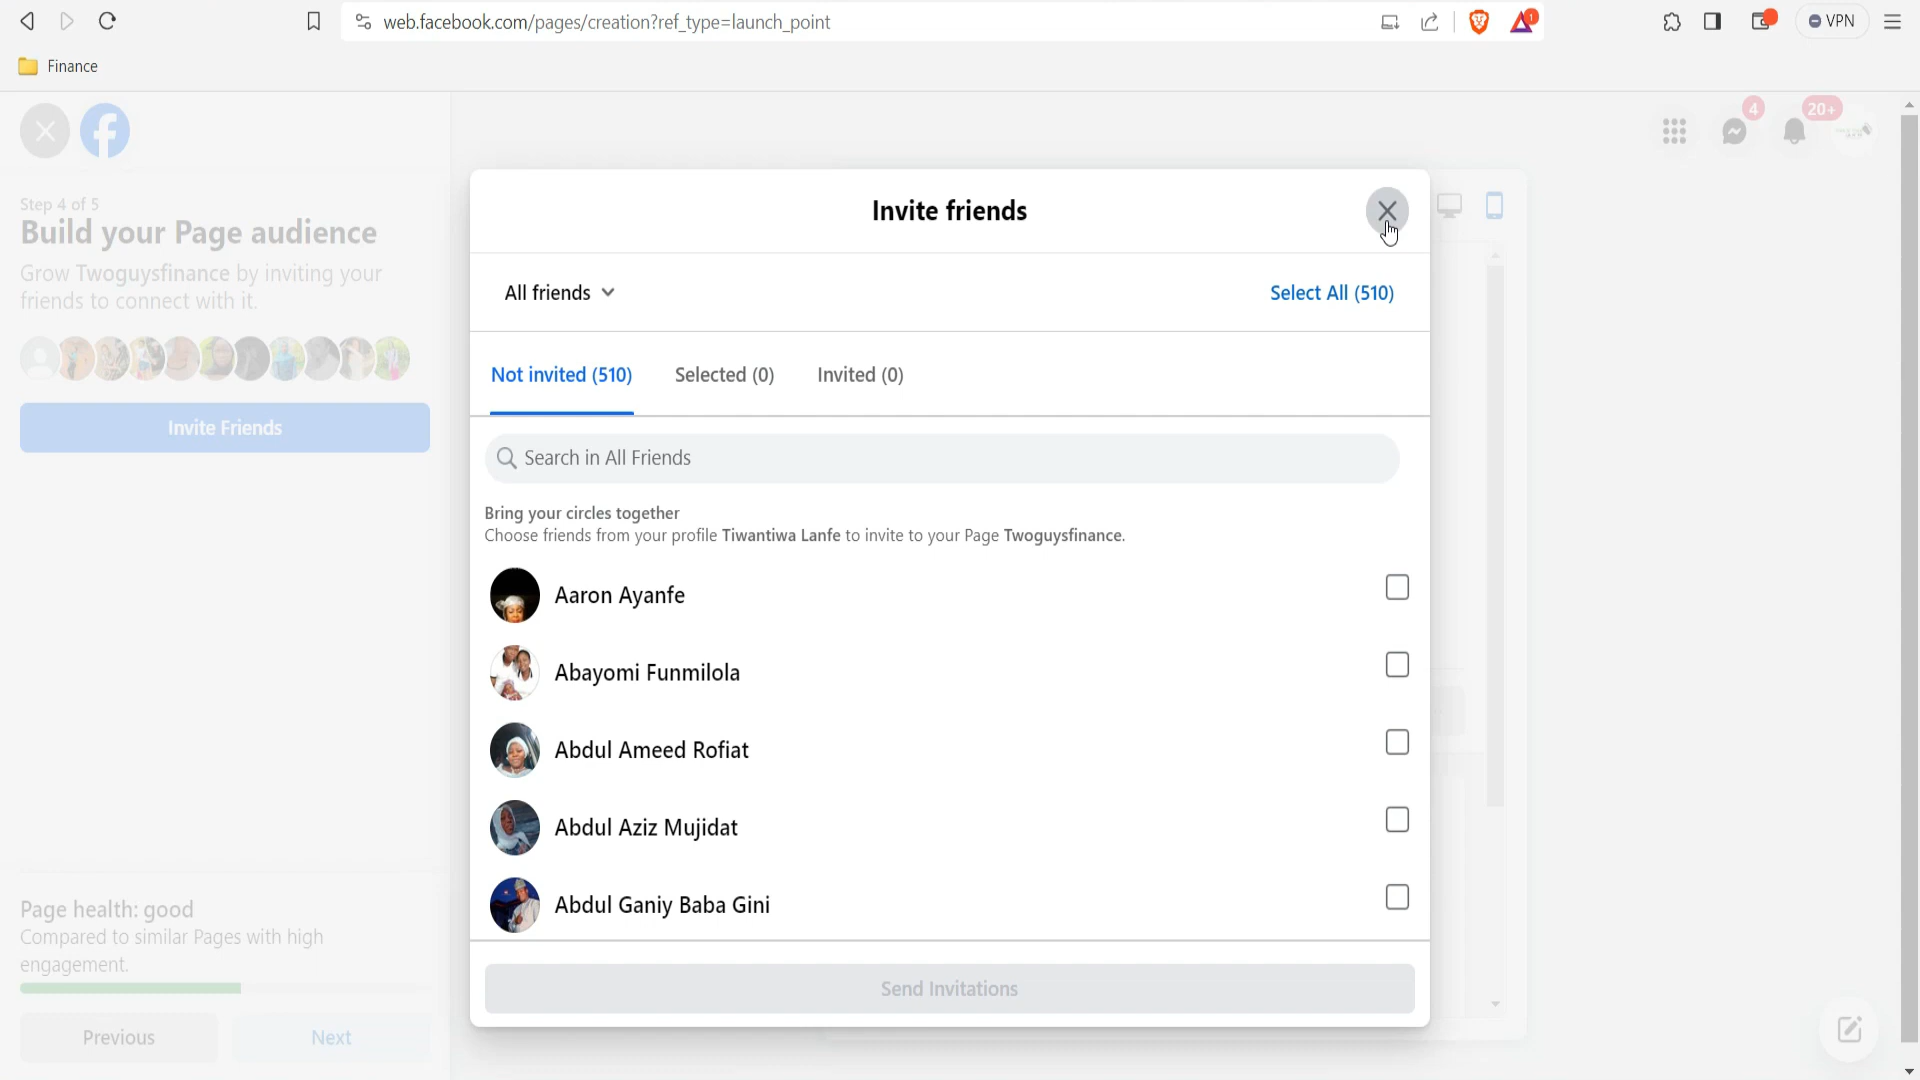 web.facebook.com/pages/creation?ref_type=launch_point
1
VPN
Finance
4
20+
Step 4 of 5
Build your Page audience
Grow Twoguysfinance by inviting your
friends to connect with it.
Invite Friends
Page health: good
Compared to similar Pages with high
engagement.
Previous
Next
Invite friends
All friends
Select All (510)
Not invited (510)
Selected (0)
Invited (0)
Search in All Friends
Bring your circles together
Choose friends from your profile Tiwantiwa Lanfe to invite to your Page Twoguysfinance.
Aaron Ayanfe
Abayomi Funmilola
Abdul Ameed Rofiat
Abdul Aziz Mujidat
Abdul Ganiy Baba Gini
Send Invitations